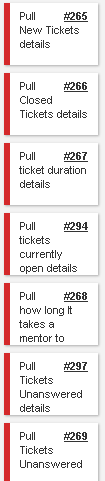 Pull #265
New Tickets
details
Pull #266
Closed
Tickets details
Pull #267
ticket duration
details
Pull #294
tickets
currently
open details
Pull #268
how long It
takes a
mentor to
Pull #297
Tickets
Unanswered
details
Pull #269
Tickets
Unanswered